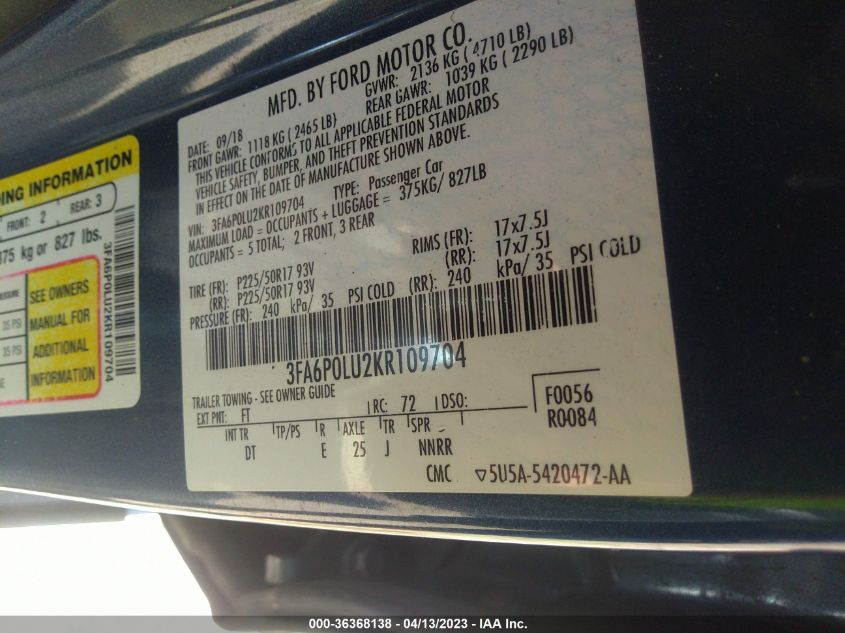 MFD. BY FORD MOTOR CO.
DATE: 09/18 GVWR: 2136 KG ( 4710 LB)
FRONT GAWR: 1118 KG ( 2465 LB) REAR GAWR: 1039 KG ( 2290 LB)
THIS VEHICLE CONFORMS TO ALL APPLICABLE FEDERAL MOTOR
VEHICLE SAFETY, BUMPER, AND THEFT PREVENTION STANDARDS
IN EFFECT ON THE DATE OF MANUFACTURE SHOWN ABOVE.
VIN: 3FA6P0LU2KR109704 TYPE: Passenger Car
MAXIMUM LOAD = OCCUPANTS + LUGGAGE = 375KG/ 827LB
OCCUPANTS = 5 TOTAL; 2 FRONT, 3 REAR
TIRE (FR): P225/50R17 93V RIMS (FR): 17x7.5J
(RR): P225/50R17 93V (RR): 17x7.5J
PRESSURE (FR): 240 kPa/ 35 PSI COLD (RR): 240 kPa/ 35 PSI COLD
3FA6P0LU2KR109704
TRAILER TOWING - SEE OWNER GUIDE
EXT PNT: FT RC: 72 DSO: F0056
R0084
INT TR TP/PS R AXLE TR SPR
DT E 25 J NNRR
CMC ▽5U5A-5420472-AA
INFORMATION
FRONT: 2 REAR: 3
kg or 827 lbs.
SEE OWNERS
35 PSI MANUAL FOR
35 PSI ADDITIONAL
INFORMATION
3FA6P0LU2KR109704
000-36368138 - 04/13/2023 - IAA Inc.